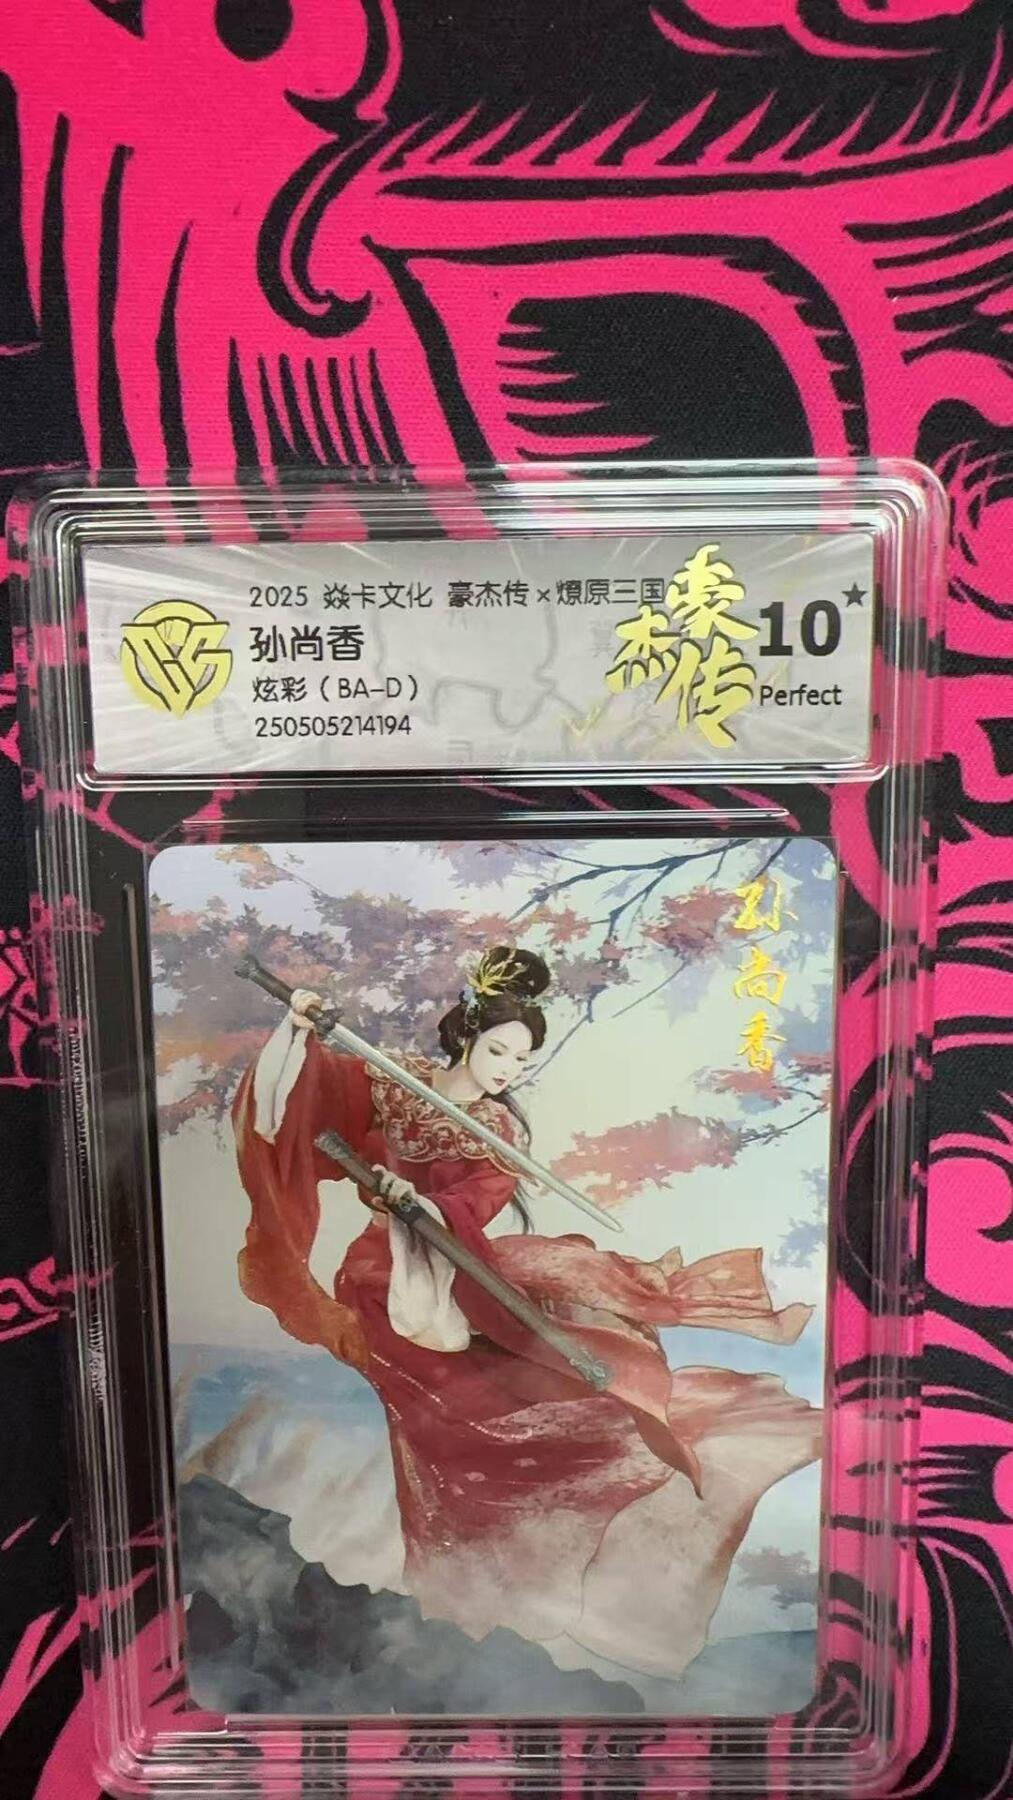 2025 焱卡文化 豪杰传×燎原三国
孙尚香
炫彩（BA-D）
250505214194
豪杰传
10★
Perfect
孙尚香